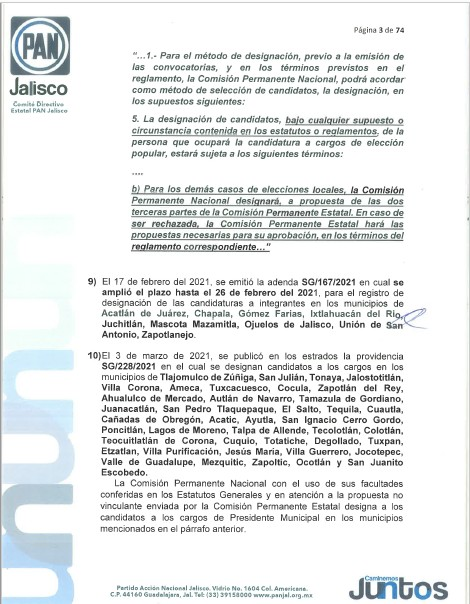 Página 3 de 74
PAN
Jalisco
Comité Directivo
Estatal PAN Jalisco
“...1.- Para el método de designación, previo a la emisión de
las convocatorias, y en los términos previstos en el
reglamento, la Comisión Permanente Nacional, podrá acordar
como método de selección de candidatos, la designación, en
los supuestos siguientes:
5. La designación de candidatos, bajo cualquier supuesto o
circunstancia contenida en los estatutos o reglamentos, de la
persona que ocupará la candidatura a cargos de elección
popular, estará sujeta a los siguientes términos:
....
b) Para los demás casos de elecciones locales, la Comisión
Permanente Nacional designará, a propuesta de las dos
terceras partes de la Comisión Permanente Estatal. En caso de
ser rechazada, la Comisión Permanente Estatal hará las
propuestas necesarias para su aprobación, en los términos del
reglamento correspondiente...”
9) El 17 de febrero del 2021, se emitió la adenda SG/167/2021 en cual se
amplió el plazo hasta el 26 de febrero del 2021, para el registro de
designación de las candidaturas a integrantes en los municipios de
Acatlán de Juárez, Chapala, Gómez Farias, Ixtlahuacán del Rio,
Juchitlán, Mascota Mazamitla, Ojuelos de Jalisco, Unión de San
Antonio, Zapotlanejo.
10)El 3 de marzo de 2021, se publicó en los estrados la providencia
SG/228/2021 en el cual se designan candidatos a los cargos en los
municipios de Tlajomulco de Zúñiga, San Julián, Tonaya, Jalostotitlán,
Villa Corona, Ameca, Tuxcacuesco, Cocula, Zapotlán del Rey,
Ahualulco de Mercado, Autlán de Navarro, Tamazula de Gordiano,
Juanacatlán, San Pedro Tlaquepaque, El Salto, Tequila, Cuautla,
Cañadas de Obregón, Acatic, Ayutla, San Ignacio Cerro Gordo,
Poncitlán, Lagos de Moreno, Talpa de Allende, Tecolotlán, Colotlán,
Teocuitlatlán de Corona, Cuquio, Totatiche, Degollado, Tuxpan,
Etzatlan, Villa Purificación, Jesús María, Villa Guerrero, Jocotepec,
Valle de Guadalupe, Mezquitic, Zapoltic, Ocotlán y San Juanito
Escobedo.
La Comisión Permanente Nacional con el uso de sus facultades
conferidas en los Estatutos Generales y en atención a la propuesta no
vinculante enviada por la Comisión Permanente Estatal designa a los
candidatos a los cargos de Presidente Municipal en los municipios
mencionados en el párrafo anterior.
Partido Acción Nacional Jalisco. Vidrio No. 1604 Col. Americana.
C.P. 44160 Guadalajara, Jal. Tel: (33) 39158000 www.panjal.org.mx
Caminemos
Juntos